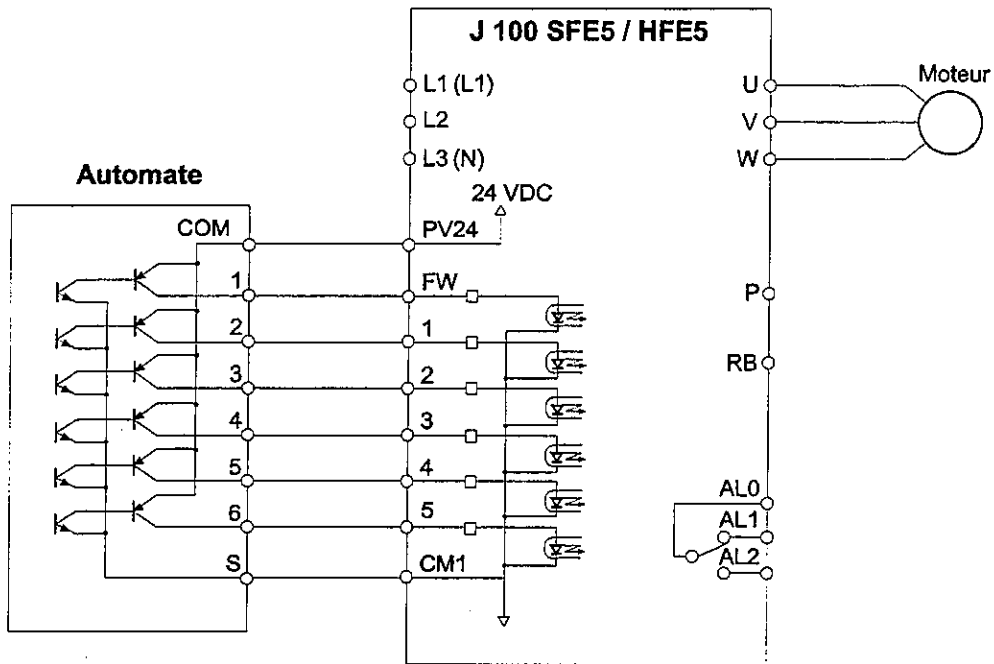 J 100 SFE5 / HFE5
L1 (L1)
L2
L3 (N)
U
V
W
Moteur
Automate
24 VDC
COM
PV24
1
FW
2
1
3
2
4
3
5
4
6
5
S
CM1
P
RB
AL0
AL1
AL2